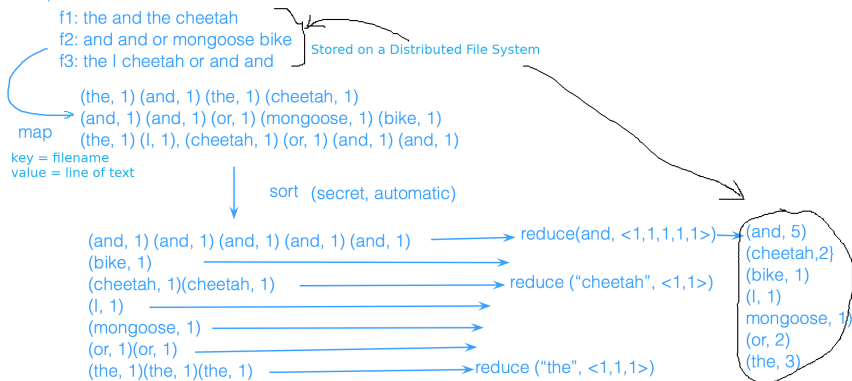 f1: the and the cheetah
f2: and and or mongoose bike
f3: the I cheetah or and and
Stored on a Distributed File System
(the, 1) (and, 1) (the, 1) (cheetah, 1)
(and, 1) (and, 1) (or, 1) (mongoose, 1) (bike, 1)
(the, 1) (I, 1), (cheetah, 1) (or, 1) (and, 1) (and, 1)
map
key = filename
value = line of text
sort (secret, automatic)
(and, 1) (and, 1) (and, 1) (and, 1) (and, 1)
(bike, 1)
(cheetah, 1)(cheetah, 1)
(I, 1)
(mongoose, 1)
(or, 1)(or, 1)
(the, 1)(the, 1)(the, 1)
reduce(and, <1,1,1,1,1>)
reduce (“cheetah”, <1,1>)
reduce (“the”, <1,1,1>)
(and, 5)
(cheetah,2}
(bike, 1)
(I, 1)
mongoose, 1)
(or, 2)
(the, 3)